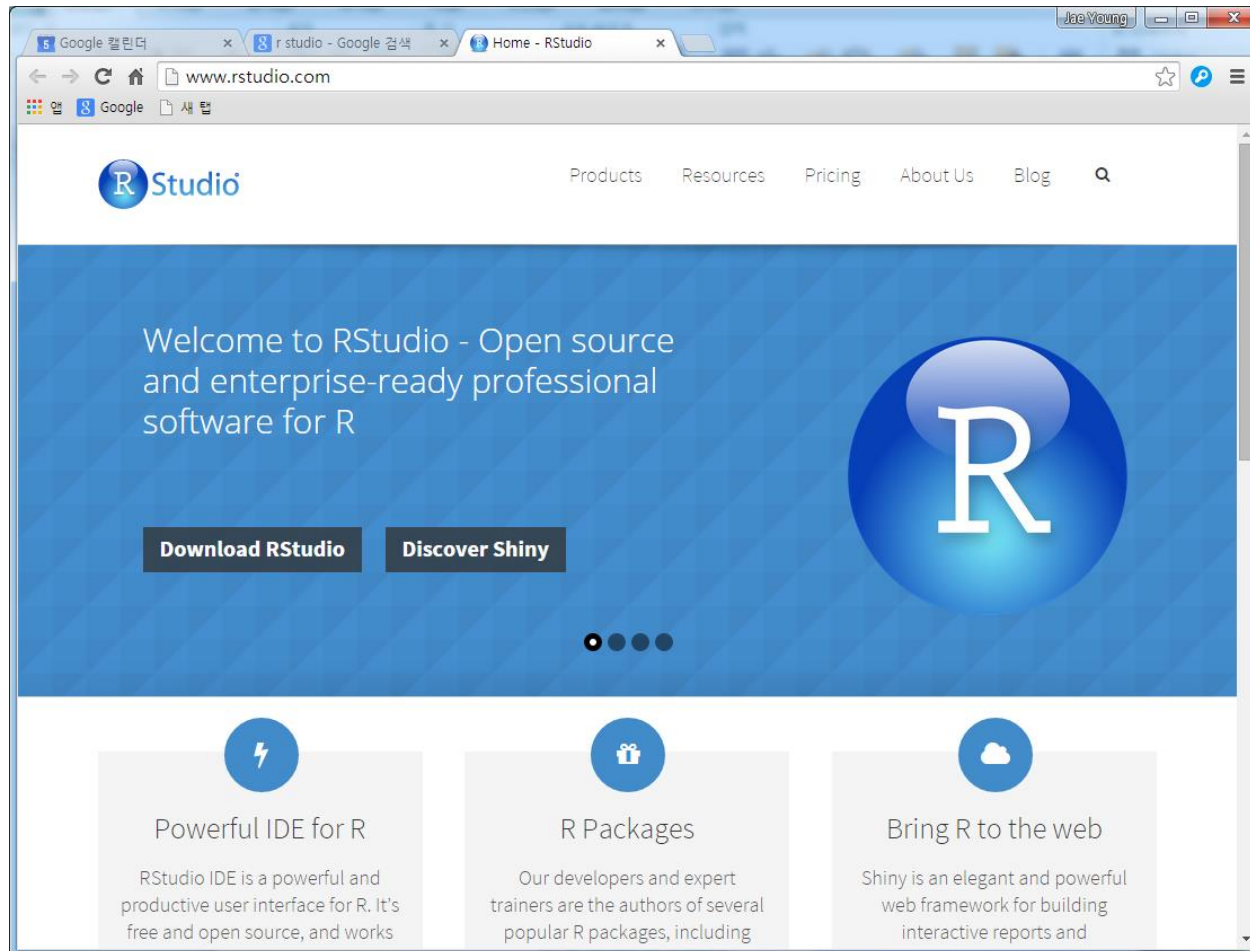 Jae Young
5 Google 캘린더
8 r studio - Google 검색
R Home - RStudio
www.rstudio.com
앱 8 Google 새 탭
R Studio
Products Resources Pricing About Us Blog
Welcome to RStudio - Open source
and enterprise-ready professional
software for R
R
Download RStudio Discover Shiny
Powerful IDE for R
RStudio IDE is a powerful and
productive user interface for R. It's
free and open source, and works
R Packages
Our developers and expert
trainers are the authors of several
popular R packages, including
Bring R to the web
Shiny is an elegant and powerful
web framework for building
interactive reports and